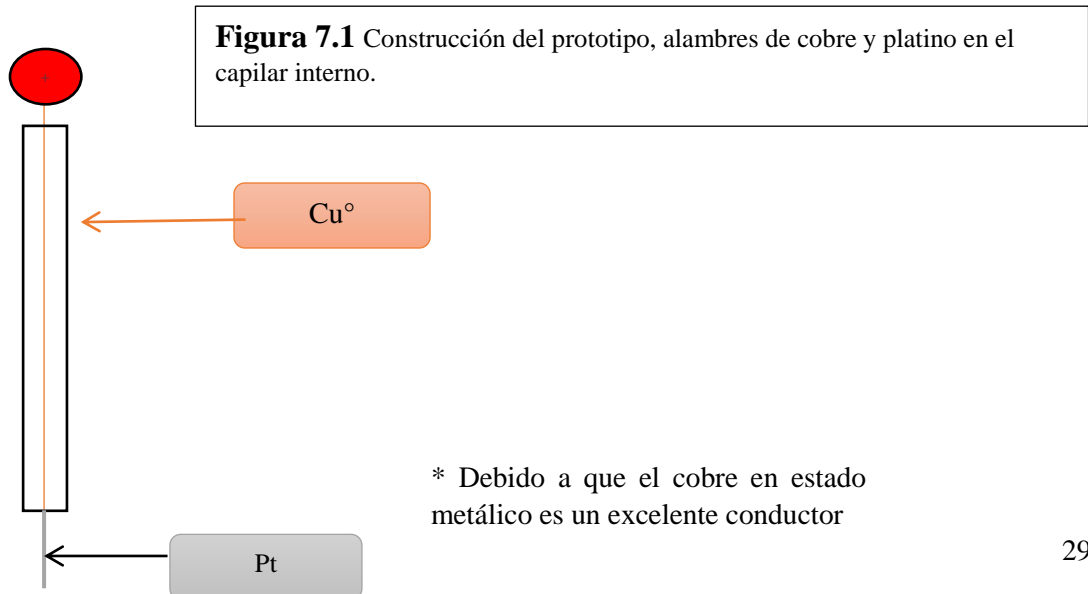 Figura 7.1 Construcción del prototipo, alambres de cobre y platino en el
capilar interno.
Cu°
* Debido a que el cobre en estado
metálico es un excelente conductor
Pt
29